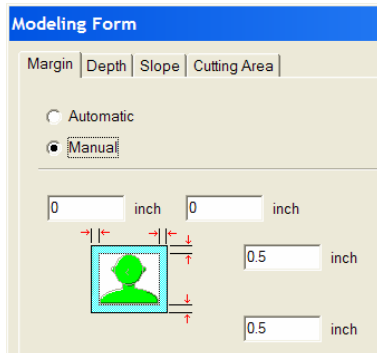 Modeling Form
Margin Depth Slope Cutting Area
Automatic
Manual
0 inch 0 inch
0.5 inch
0.5 inch